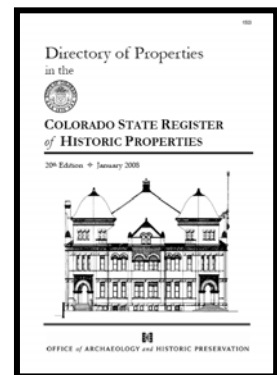 Directory of Properties
in the
COLORADO STATE REGISTER
of HISTORIC PROPERTIES
20th Edition ✧ January 2008
OFFICE of ARCHAEOLOGY and HISTORIC PRESERVATION